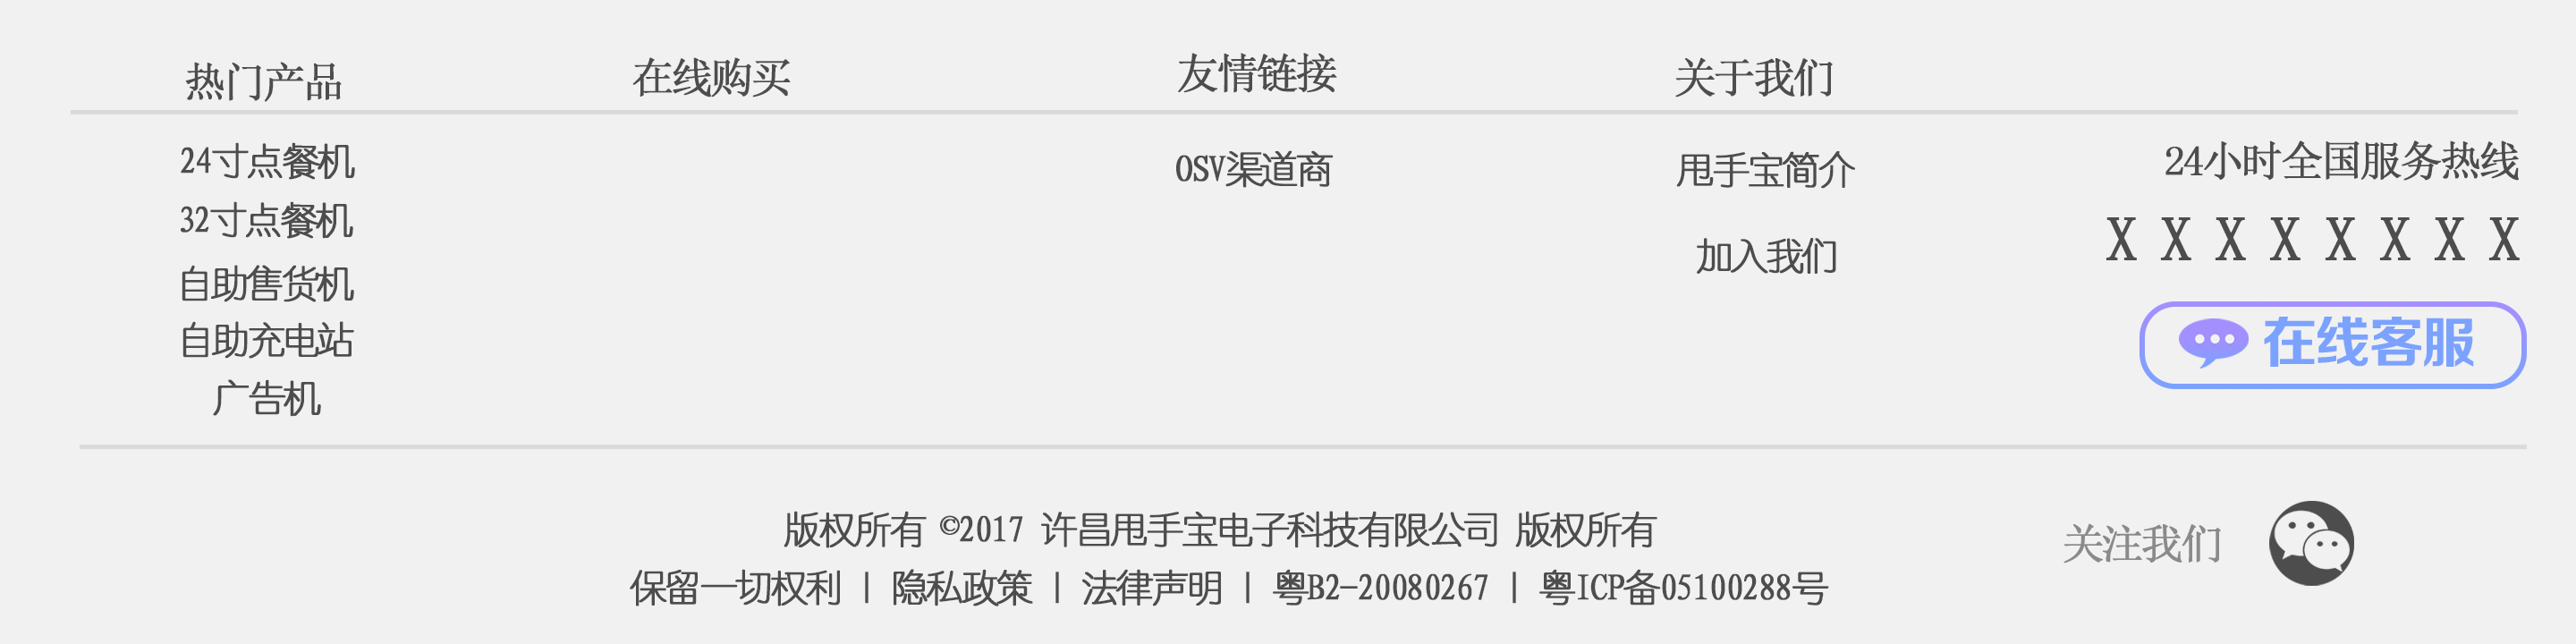 热门产品
在线购买
友情链接
关于我们
24寸点餐机
32寸点餐机
自助售货机
自助充电站
广告机
OSV渠道商
甩手宝简介
加入我们
24小时全国服务热线
X X X X X X X X
在线客服
版权所有 ©2017 许昌甩手宝电子科技有限公司 版权所有
保留一切权利 | 隐私政策 | 法律声明 | 粤B2-20080267 | 粤ICP备05100288号
关注我们